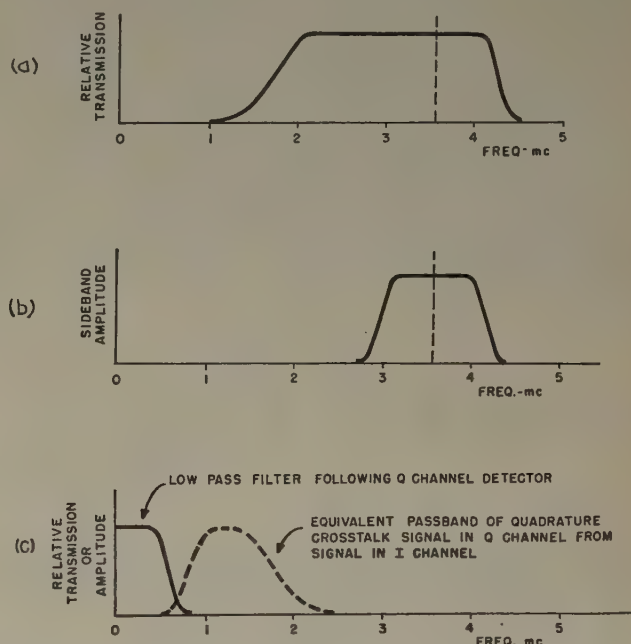 (a)
RELATIVE
TRANSMISSION
0 1 2 3 4 5
FREQ- mc
(b)
SIDEBAND
AMPLITUDE
0 1 2 3 4 5
FREQ.-mc
LOW PASS FILTER FOLLOWING Q CHANNEL DETECTOR
EQUIVALENT PASSBAND OF QUADRATURE
CROSSTALK SIGNAL IN Q CHANNEL FROM
SIGNAL IN I CHANNEL
(c)
RELATIVE
TRANSMISSION
OR
AMPLITUDE
0 1 2 3 4 5
FREQ. mc